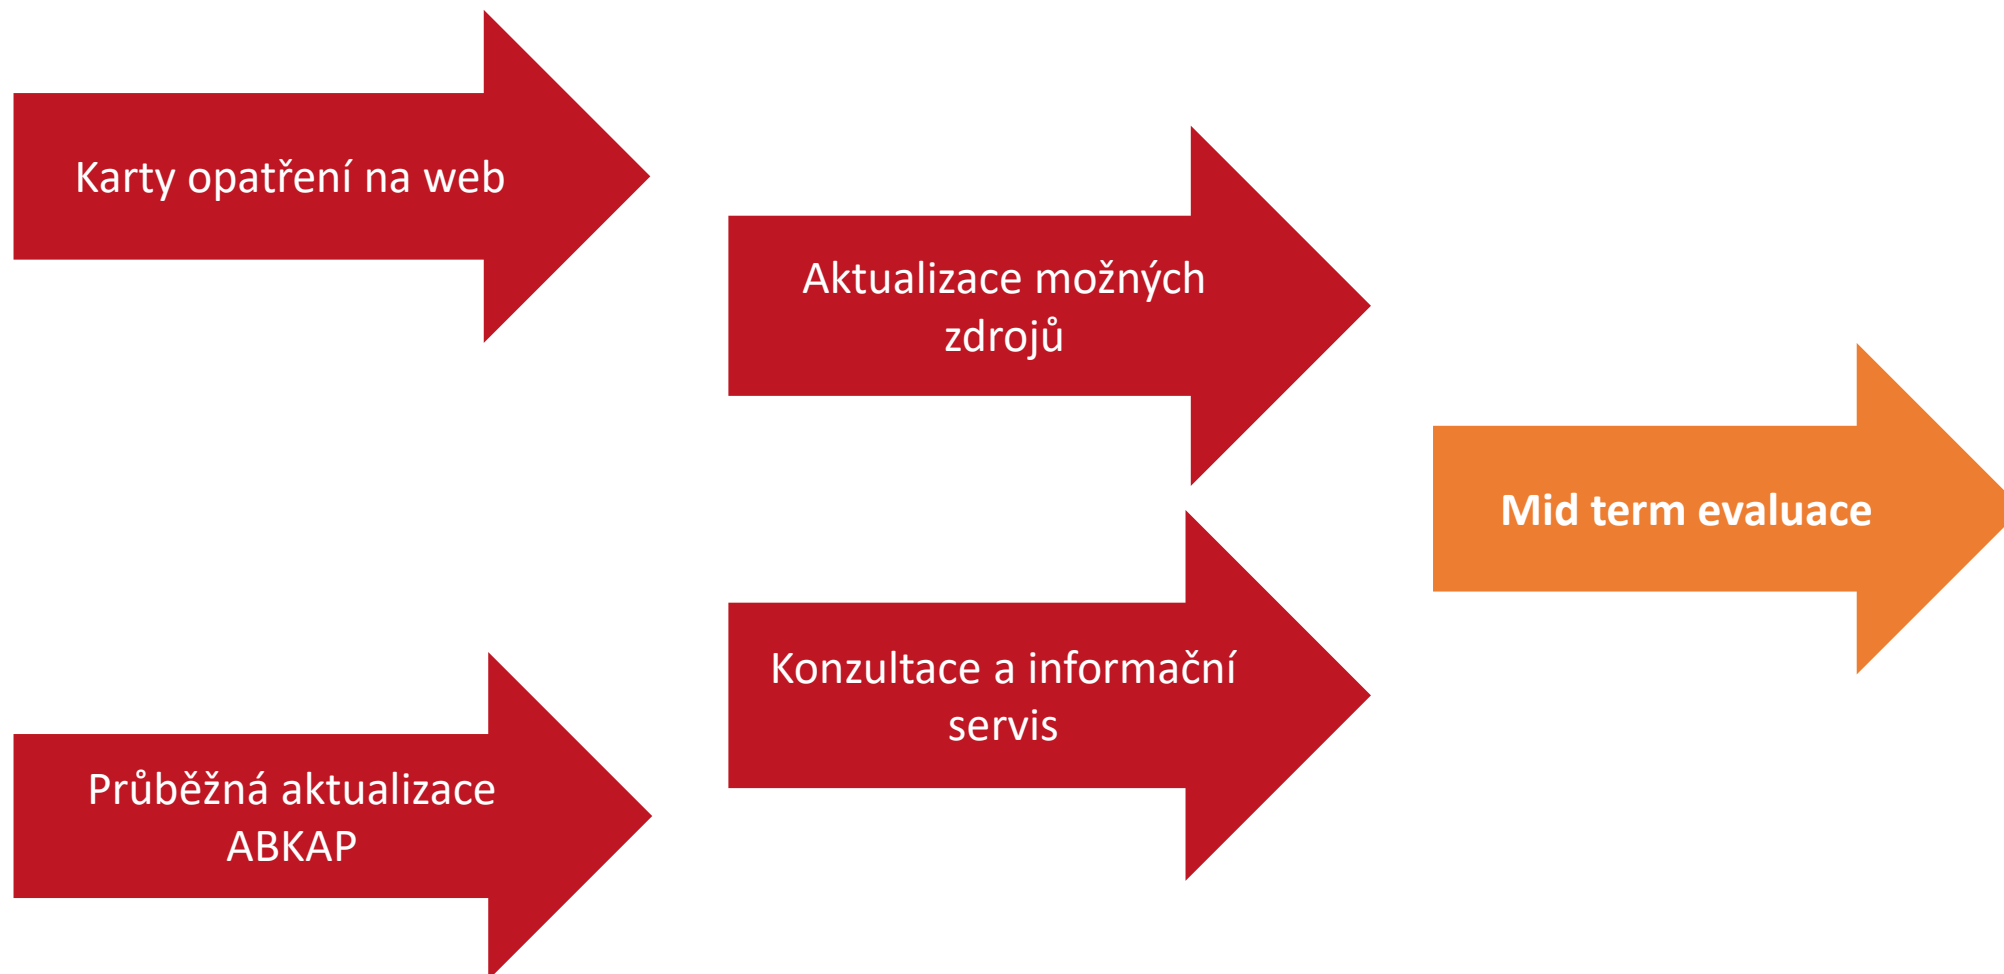 Karty opatření na web
Aktualizace možných
zdrojů
Mid term evaluace
Konzultace a informační
servis
Průběžná aktualizace
ABKAP